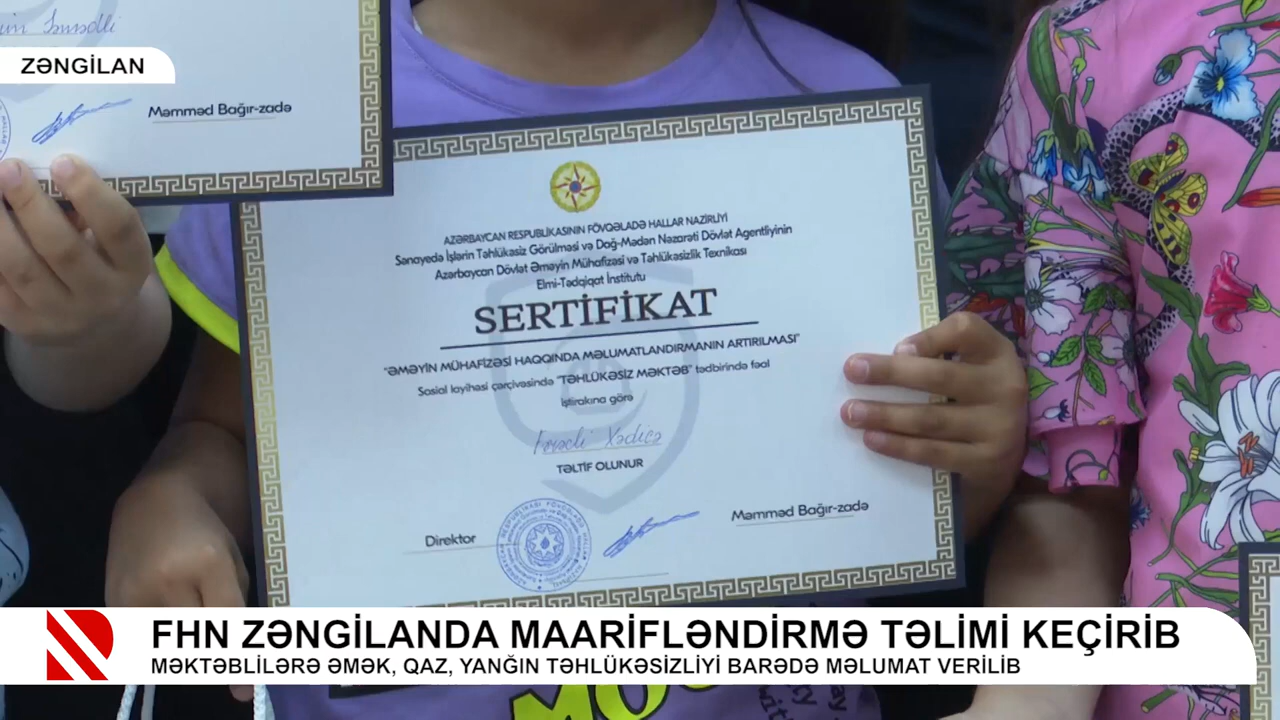 ZƏNGİLAN
Məmməd Bağır-zadə
AZƏRBAYCAN RESPUBLİKASININ FÖVQƏLADƏ HALLAR NAZİRLİYİ
Sənayedə İşlərin Təhlükəsiz Görülməsi və Dağ-Mədən Nəzarəti Dövlət Agentliyinin
Azərbaycan Dövlət Əməyin Mühafizəsi və Təhlükəsizlik Texnikası
Elmi-Tədqiqat İnstitutu
SERTİFİKAT
"ƏMƏYİN MÜHAFİZƏSİ HAQQINDA MƏLUMATLANDIRMANIN ARTIRILMASI"
Sosial layihəsi çərçivəsində "TƏHLÜKƏSİZ MƏKTƏB" tədbirində fəal
iştirakına görə
Xədicə
TƏLTİF OLUNUR
Direktor
Məmməd Bağır-zadə
FHN ZƏNGİLANDA MAARİFLƏNDİRMƏ TƏLİMİ KEÇİRİB
MƏKTƏBLİLƏRƏ ƏMƏK, QAZ, YANĞIN TƏHLÜKƏSİZLİYİ BARƏDƏ MƏLUMAT VERİLİB